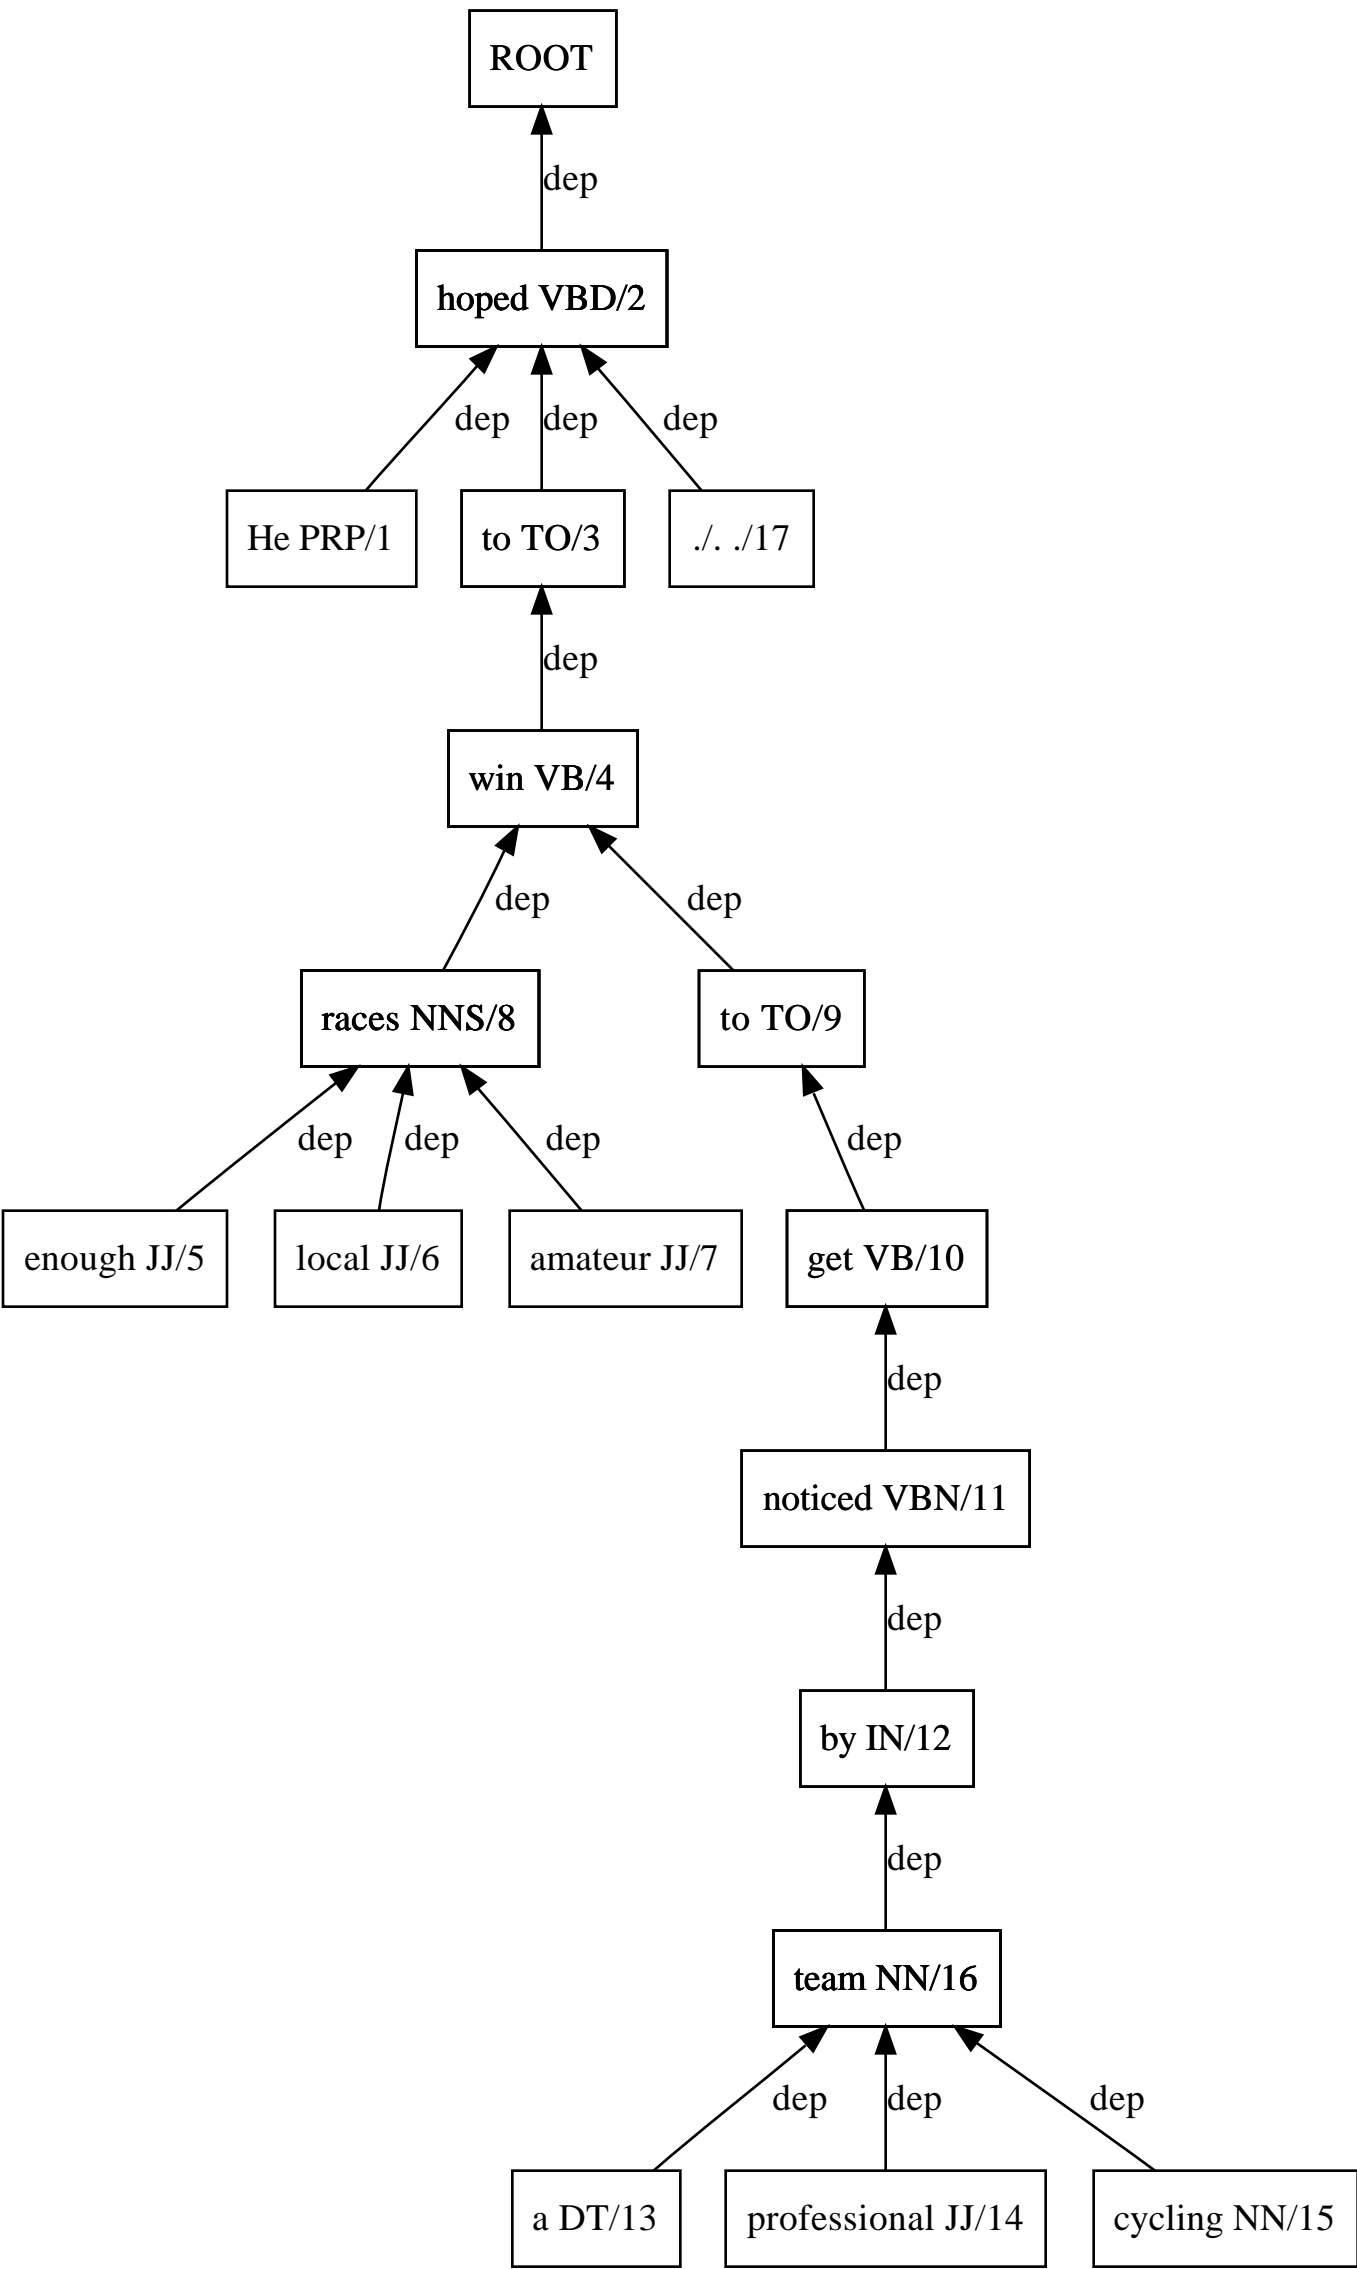 ROOT
dep
hoped VBD/2
dep dep dep
He PRP/1 to TO/3 ./. ./17
dep
win VB/4
dep dep
races NNS/8 to TO/9
dep dep dep dep
enough JJ/5 local JJ/6 amateur JJ/7 get VB/10
dep
noticed VBN/11
dep
by IN/12
dep
team NN/16
dep dep dep
a DT/13 professional JJ/14 cycling NN/15